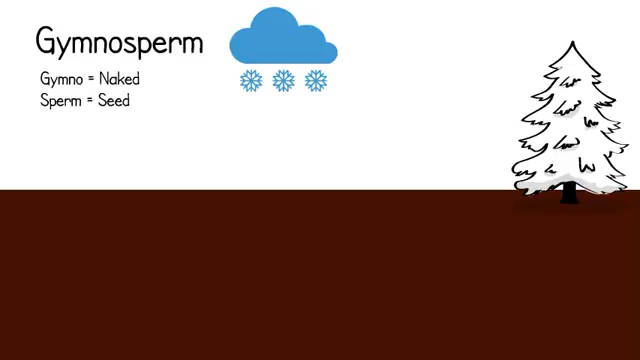 Gymnosperm
Gymno = Naked
Sperm = Seed